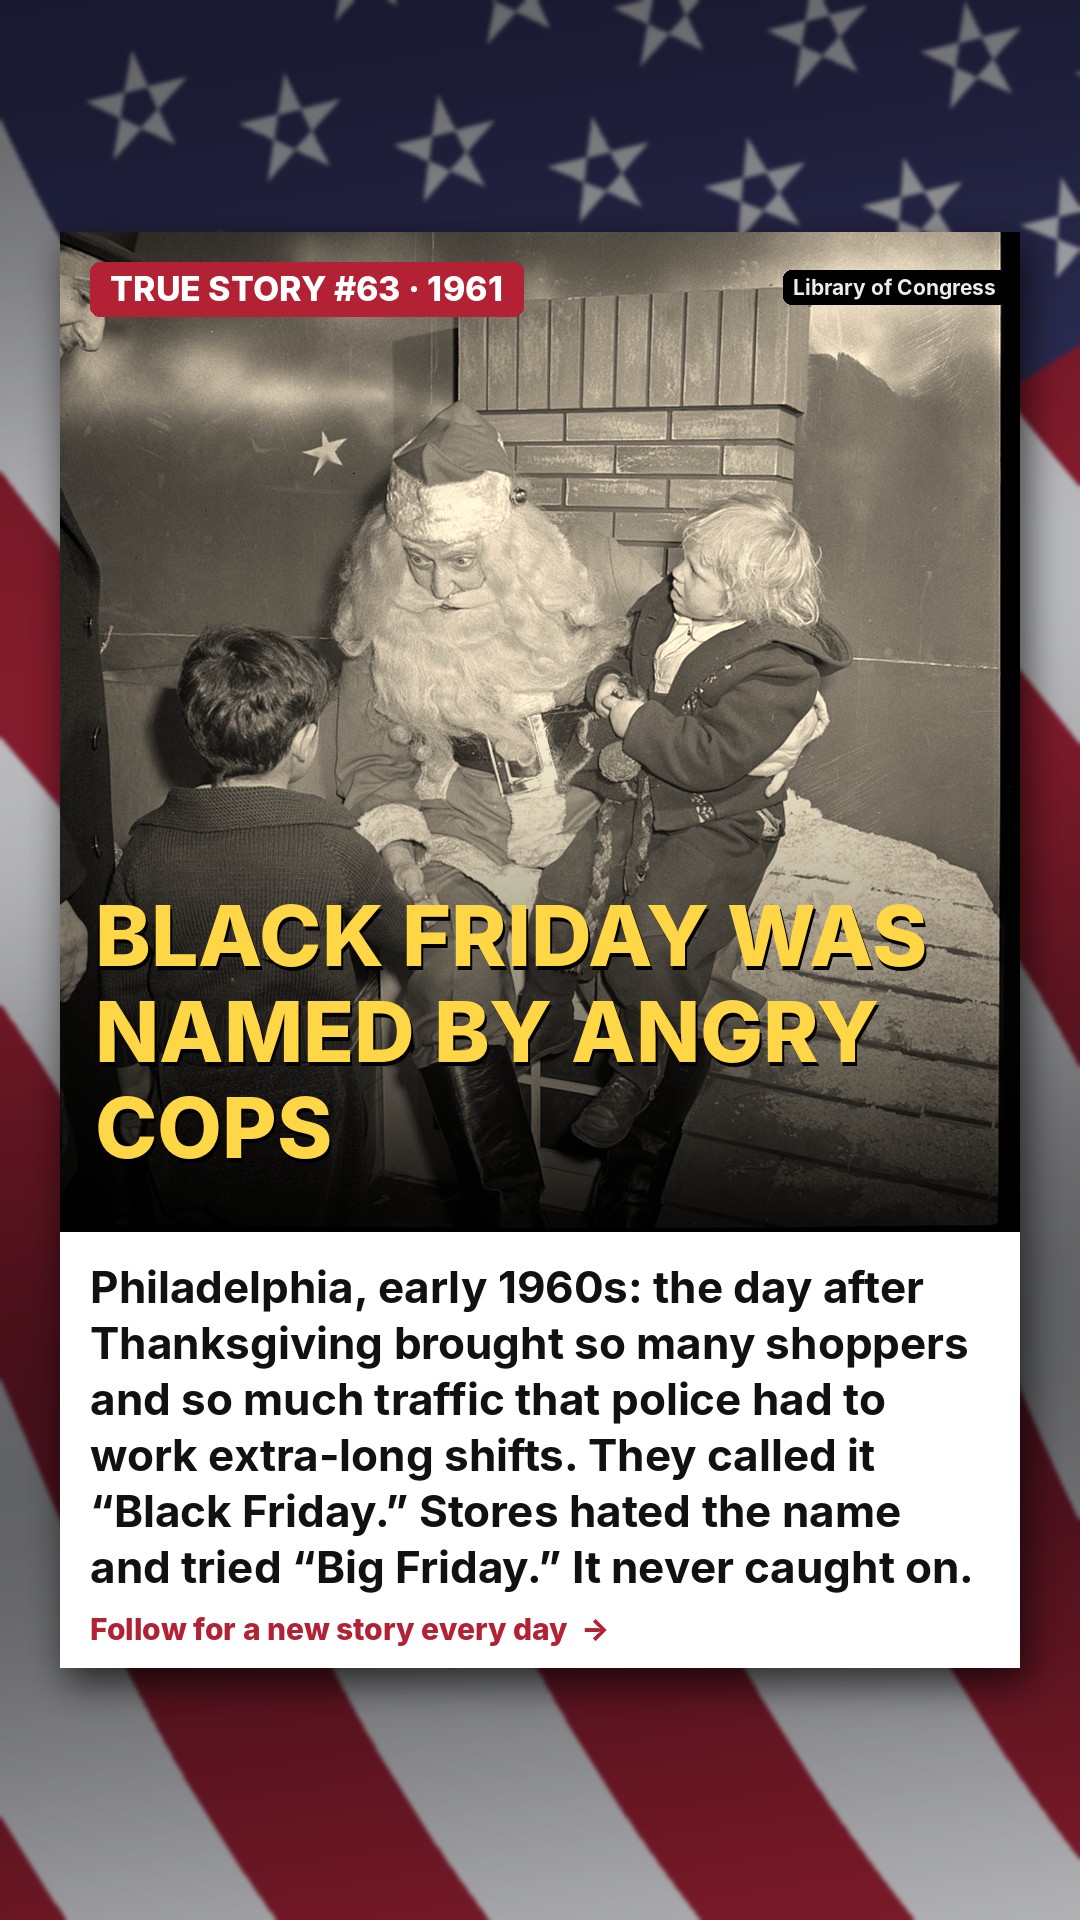 TRUE STORY #63 · 1961
Library of Congress
BLACK FRIDAY WAS
NAMED BY ANGRY
COPS
Philadelphia, early 1960s: the day after
Thanksgiving brought so many shoppers
and so much traffic that police had to
work extra-long shifts. They called it
“Black Friday.” Stores hated the name
and tried “Big Friday.” It never caught on.
Follow for a new story every day →